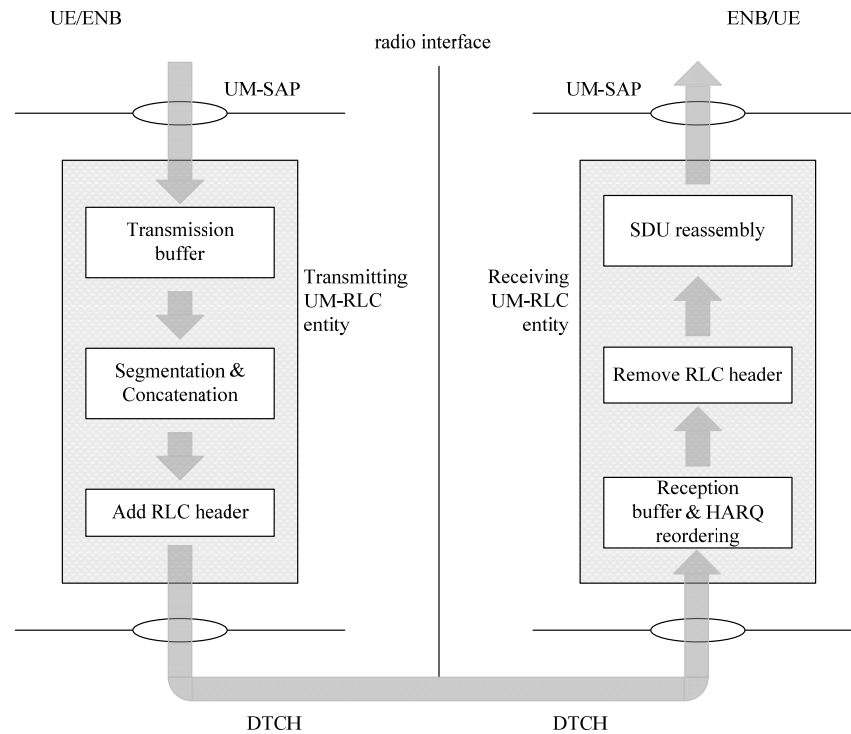 UE/ENB
ENB/UE
radio interface
UM-SAP
UM-SAP
Transmission
buffer
SDU reassembly
Transmitting
UM-RLC
entity
Receiving
UM-RLC
entity
Segmentation &
Concatenation
Remove RLC header
Add RLC header
Reception
buffer & HARQ
reordering
DTCH
DTCH